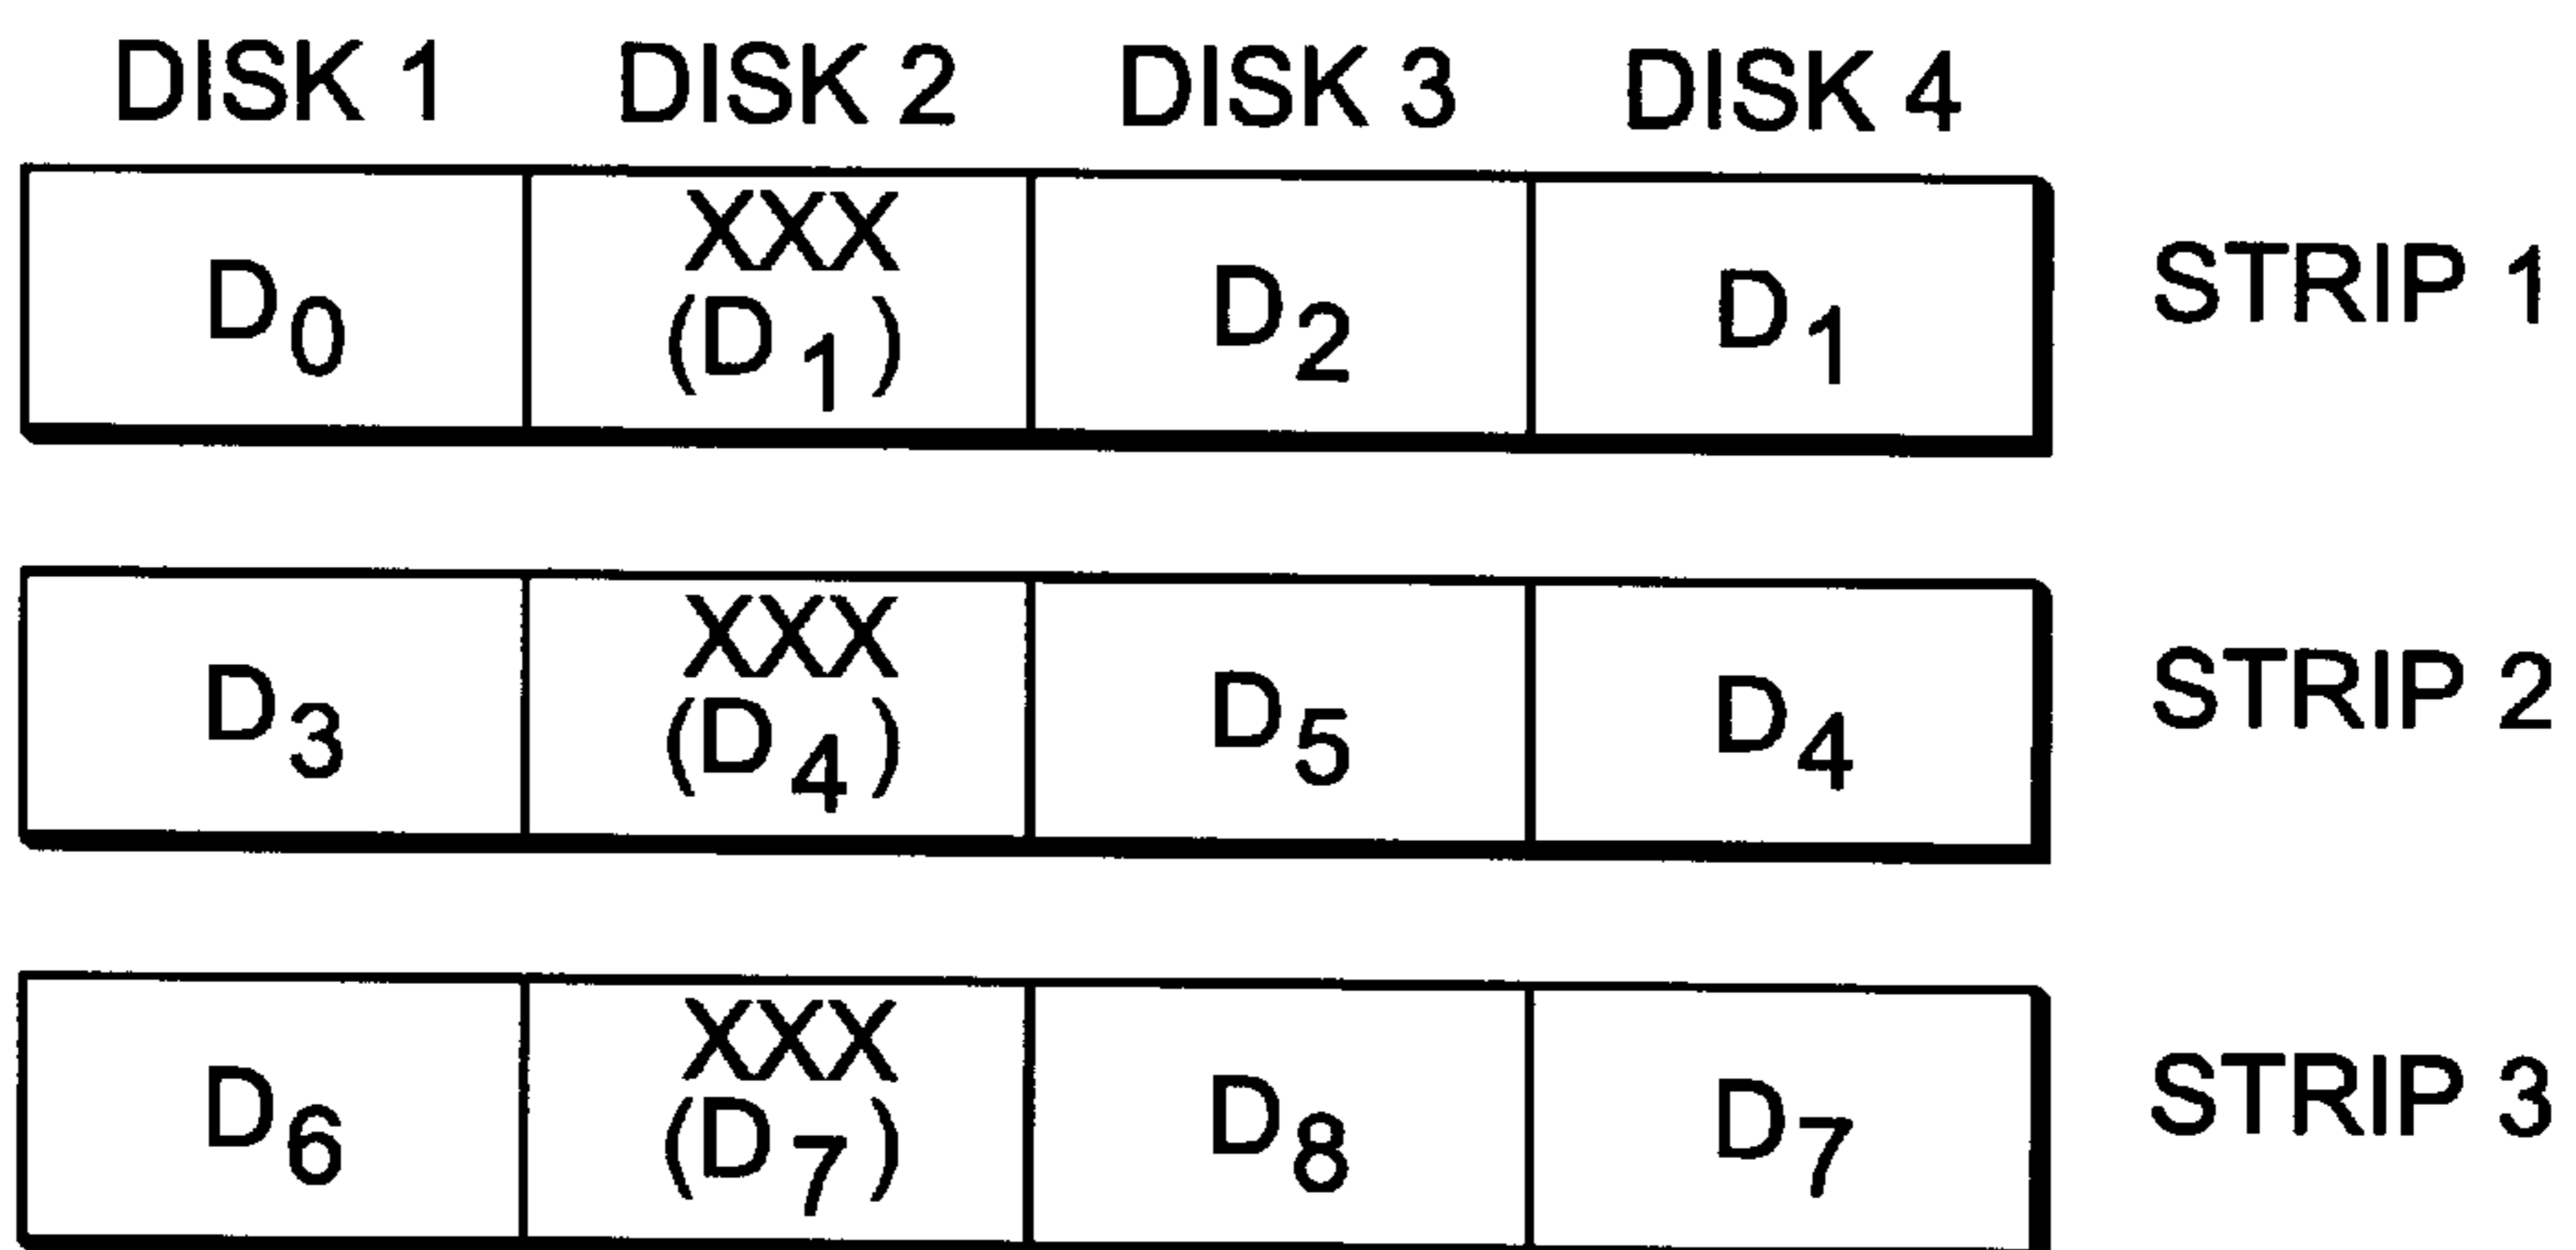 DISK 1 DISK 2 DISK 3 DISK 4
D0 XXX (D1) D2 D1 STRIP 1
D3 XXX (D4) D5 D4 STRIP 2
D6 XXX (D7) D8 D7 STRIP 3